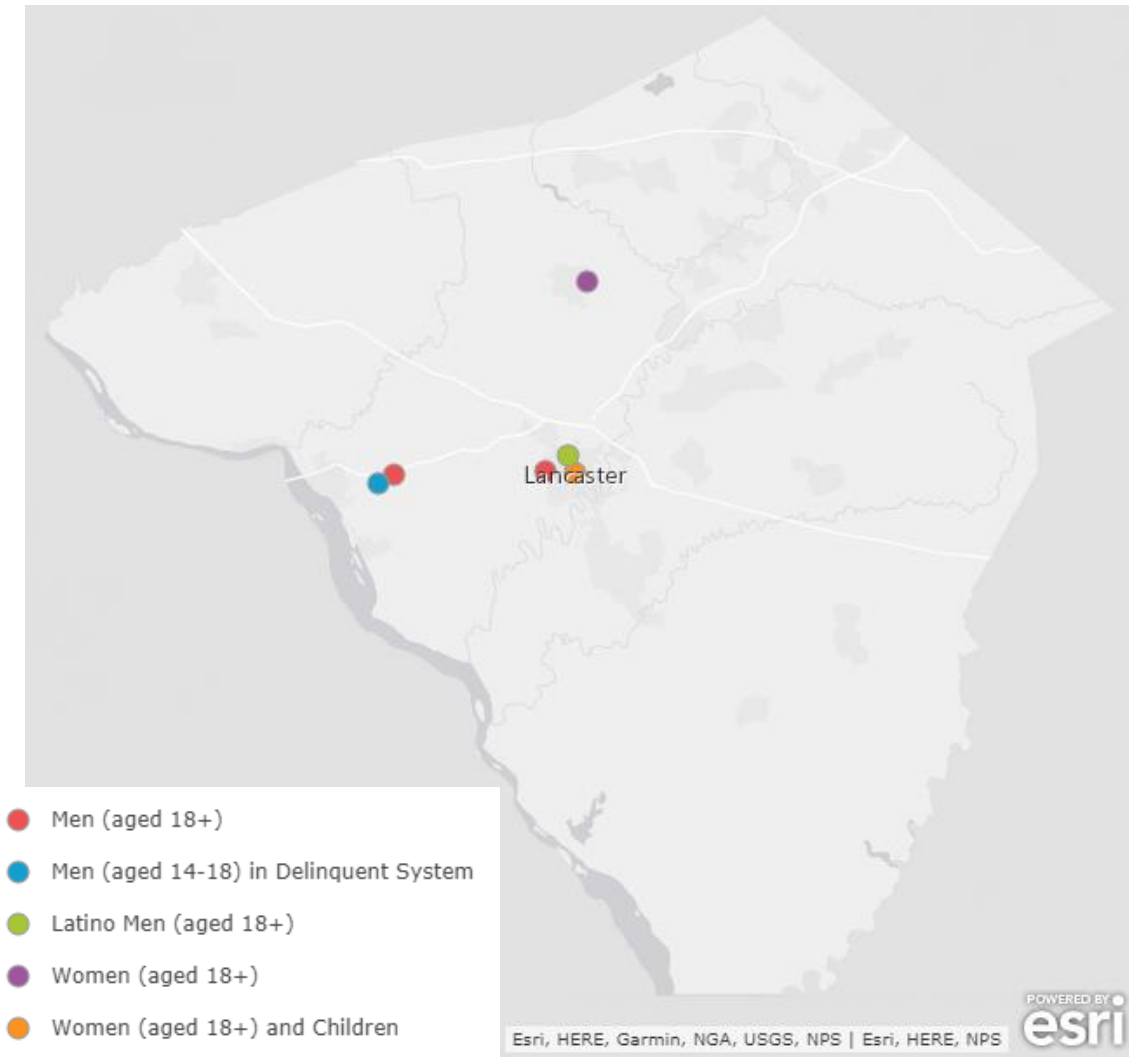 Lancaster
Men (aged 18+)
Men (aged 14-18) in Delinquent System
Latino Men (aged 18+)
Women (aged 18+)
Women (aged 18+) and Children
POWERED BY
esri
Esri, HERE, Garmin, NGA, USGS, NPS | Esri, HERE, NPS